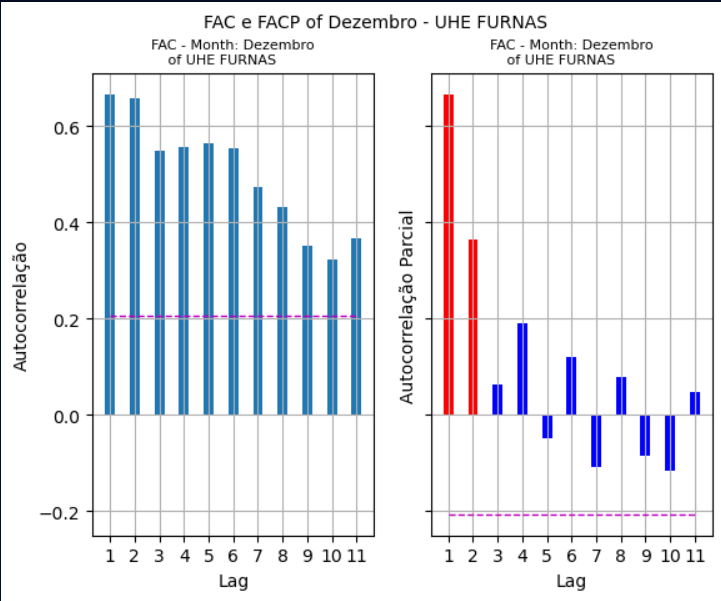 FAC e FACP of Dezembro - UHE FURNAS
FAC - Month: Dezembro
of UHE FURNAS
Autocorrelação
0.6
0.4
0.2
0.0
−0.2
1 2 3 4 5 6 7 8 9 10 11
Lag
FAC - Month: Dezembro
of UHE FURNAS
Autocorrelação Parcial
1 2 3 4 5 6 7 8 9 10 11
Lag